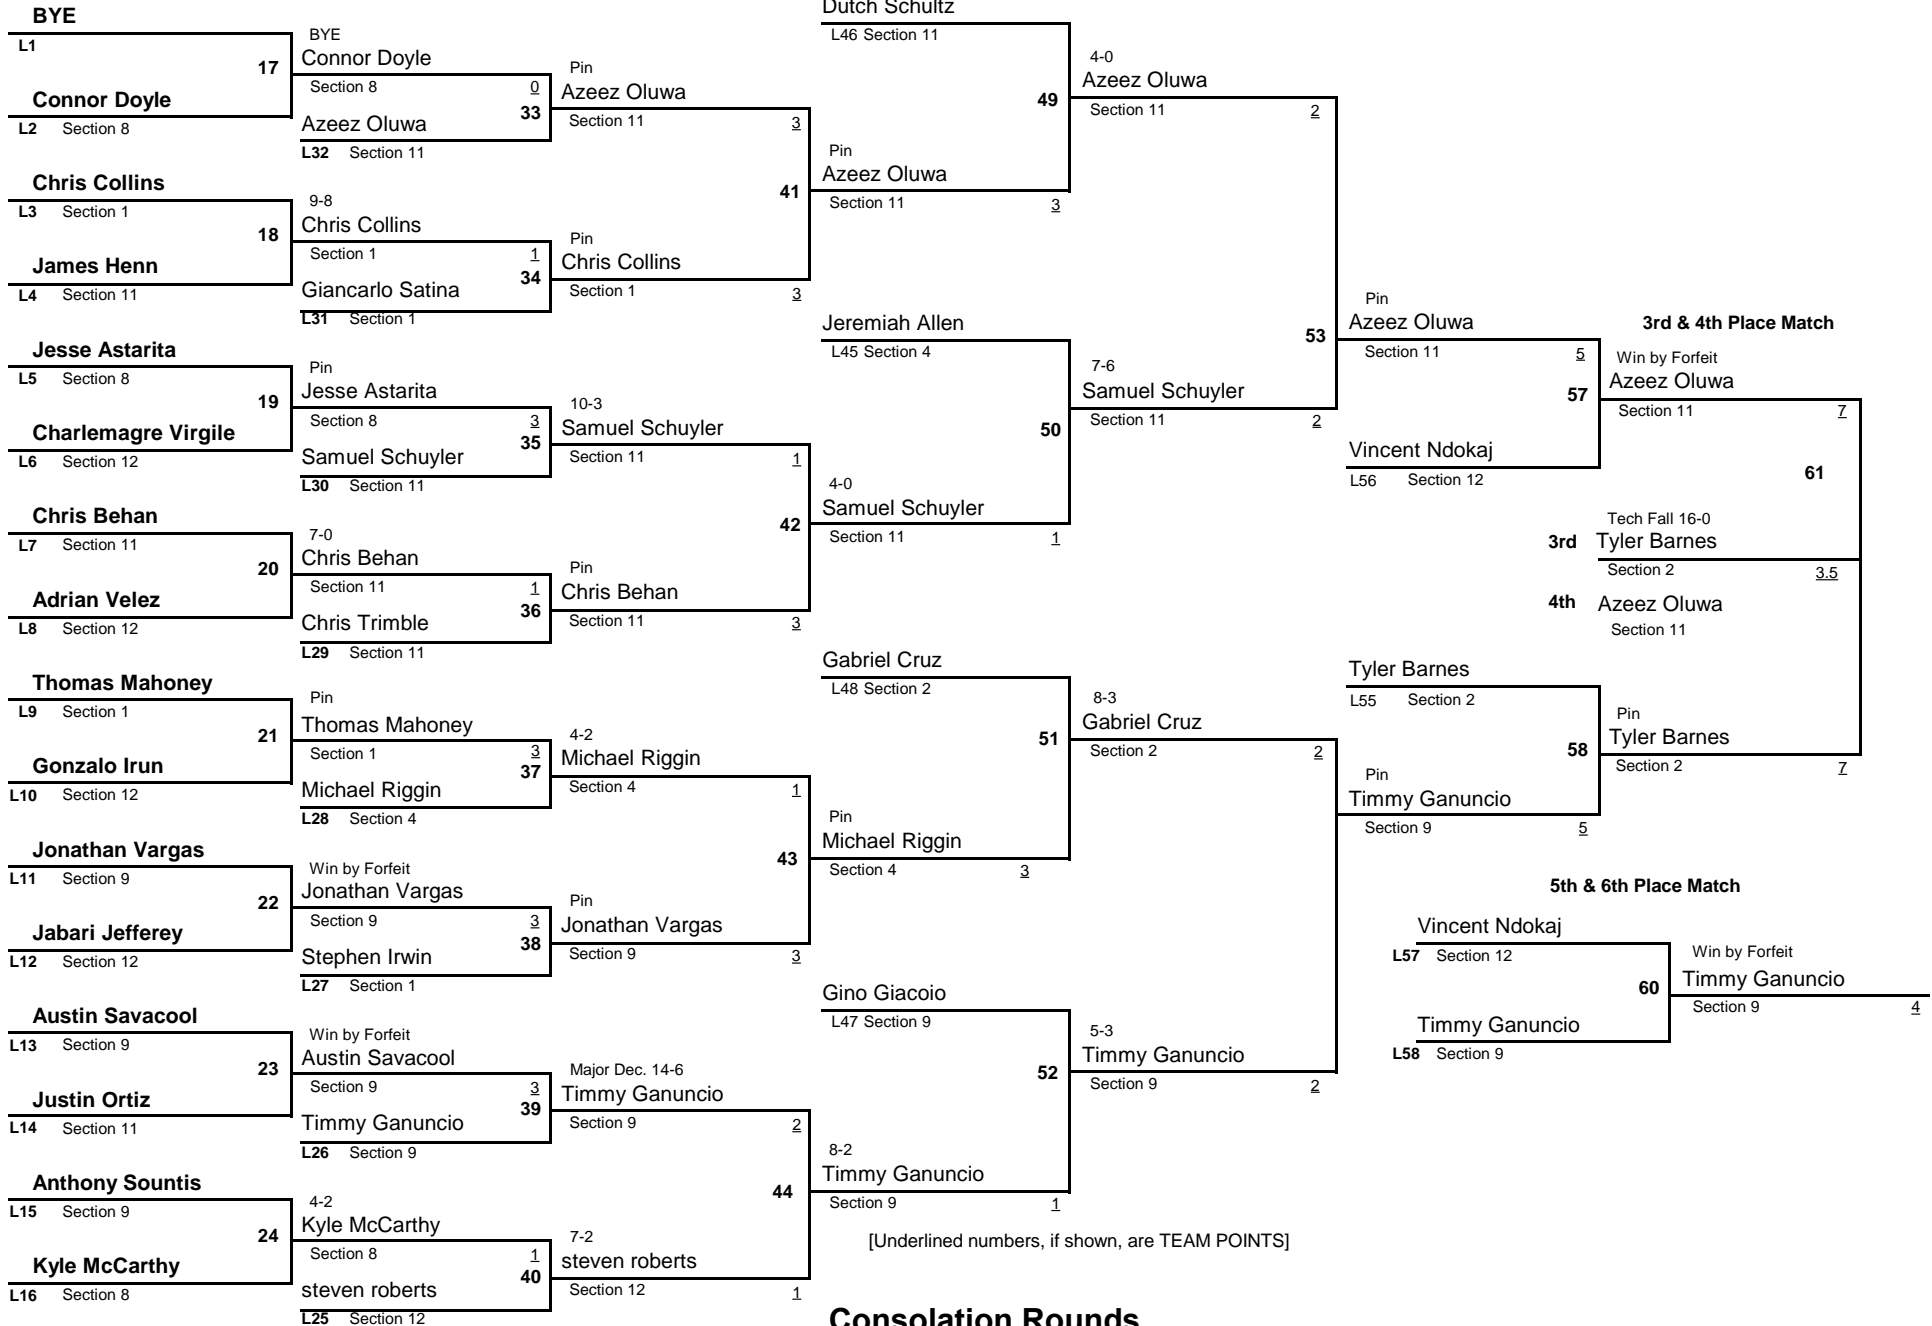 BYE
L1
17
Connor Doyle
L2 Section 8
Chris Collins
L3 Section 1
18
James Henn
L4 Section 11
Jesse Astarita
L5 Section 8
19
Charlemagre Virgile
L6 Section 12
Chris Behan
L7 Section 11
20
Adrian Velez
L8 Section 12
Thomas Mahoney
L9 Section 1
21
Gonzalo Irun
L10 Section 12
Jonathan Vargas
L11 Section 9
22
Jabari Jefferey
L12 Section 12
Austin Savacool
L13 Section 9
23
Justin Ortiz
L14 Section 11
Anthony Sountis
L15 Section 9
24
Kyle McCarthy
L16 Section 8
BYE
Connor Doyle
Section 8 0
33
Azeez Oluwa
L32 Section 11
9-8
Chris Collins
Section 1 1
34
Giancarlo Satina
L31 Section 1
Pin
Jesse Astarita
Section 8 3
35
Samuel Schuyler
L30 Section 11
7-0
Chris Behan
Section 11 1
36
Chris Trimble
L29 Section 11
Pin
Thomas Mahoney
Section 1 3
37
Michael Riggin
L28 Section 4
Win by Forfeit
Jonathan Vargas
Section 9 3
38
Stephen Irwin
L27 Section 1
Win by Forfeit
Austin Savacool
Section 9 3
39
Timmy Ganuncio
L26 Section 9
4-2
Kyle McCarthy
Section 8 1
40
steven roberts
L25 Section 12
Pin
Azeez Oluwa
Section 11 3
41
Pin
Chris Collins
Section 1 3
10-3
Samuel Schuyler
Section 11 1
42
Pin
Chris Behan
Section 11 3
4-2
Michael Riggin
Section 4 1
43
Pin
Jonathan Vargas
Section 9 3
Major Dec. 14-6
Timmy Ganuncio
Section 9 2
44
7-2
steven roberts
Section 12 1
Dutch Schultz
L46 Section 11
49
Pin
Azeez Oluwa
Section 11 3
Jeremiah Allen
L45 Section 4
50
4-0
Samuel Schuyler
Section 11 1
Gabriel Cruz
L48 Section 2
51
Pin
Michael Riggin
Section 4 3
Gino Giacoio
L47 Section 9
52
8-2
Timmy Ganuncio
Section 9 1
[Underlined numbers, if shown, are TEAM POINTS]
Consolation Rounds
4-0
Azeez Oluwa
Section 11 2
53
7-6
Samuel Schuyler
Section 11 2
8-3
Gabriel Cruz
Section 2 2
5-3
Timmy Ganuncio
Section 9 2
Pin
Azeez Oluwa
Section 11 5
57
Vincent Ndokaj
L56 Section 12
Tyler Barnes
L55 Section 2
58
Pin
Timmy Ganuncio
Section 9 5
3rd & 4th Place Match
Win by Forfeit
Azeez Oluwa
Section 11 7
61
Tech Fall 16-0
3rd Tyler Barnes
Section 2 3.5
4th Azeez Oluwa
Section 11
Pin
Tyler Barnes
Section 2 7
5th & 6th Place Match
Vincent Ndokaj
L57 Section 12
60
Timmy Ganuncio
L58 Section 9
Win by Forfeit
Timmy Ganuncio
Section 9 4